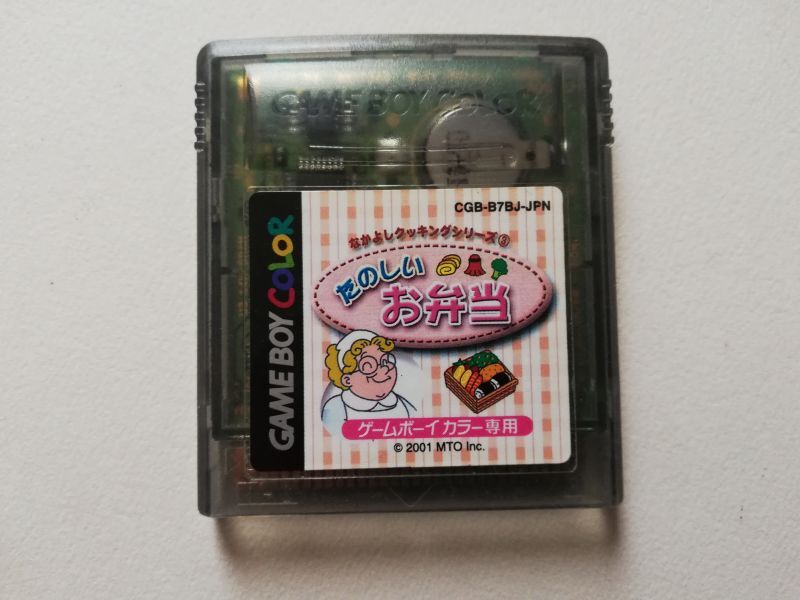 GAME BOY COLOR
CGB-B7BJ-JPN
GAME BOY COLOR
なかよしクッキングシリーズ③
たのしい
お弁当
ゲームボーイカラー専用
© 2001 MTO Inc.